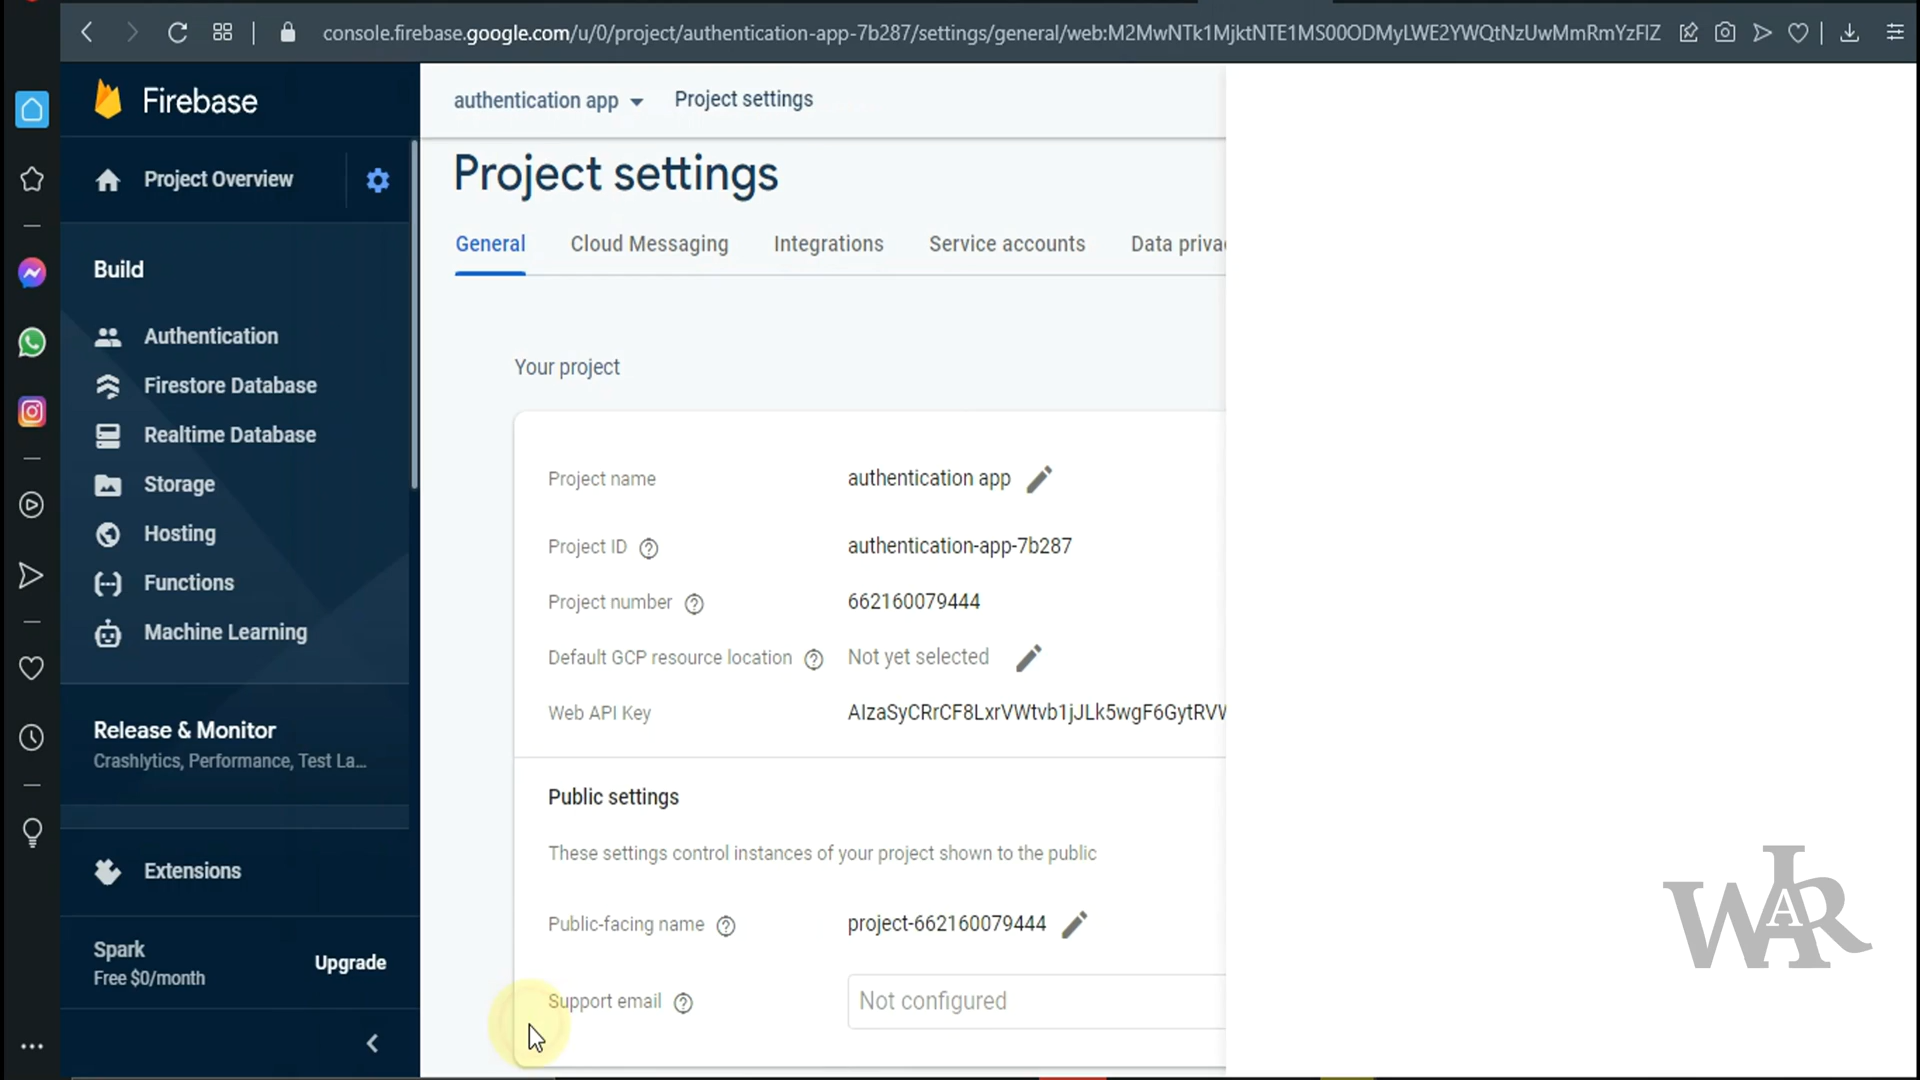 console.firebase.google.com/u/0/project/authentication-app-7b287/settings/general/web:M2MwNTk1MjktNTE1MS00ODMyLWE2YWQtNzUwMmRmYzFlZ
Firebase
authentication app
Project settings
Project Overview
Project settings
General
Cloud Messaging
Integrations
Service accounts
Data priva
Build
Authentication
Firestore Database
Realtime Database
Storage
Hosting
Functions
Machine Learning
Release & Monitor
Crashlytics, Performance, Test La...
Extensions
Spark
Free $0/month
Upgrade
Your project
Project name
authentication app
Project ID
authentication-app-7b287
Project number
662160079444
Default GCP resource location
Not yet selected
Web API Key
AIzaSyCRrCF8LxrVWtvb1jJLk5wgF6GytRVW
Public settings
These settings control instances of your project shown to the public
Public-facing name
project-662160079444
Support email
Not configured
WIAR